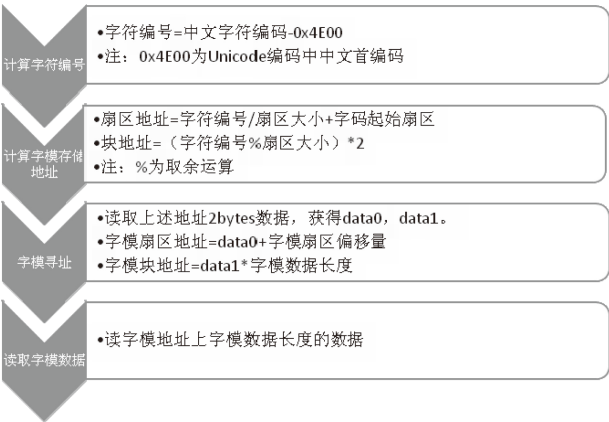 计算字符编号
•字符编号=中文字符编码-0x4E00
•注：0x4E00为Unicode编码中中文首编码
计算字模存储
地址
•扇区地址=字符编号/扇区大小+字码起始扇区
•块地址=（字符编号%扇区大小）*2
•注：%为取余运算
字模寻址
•读取上述地址2bytes数据，获得data0，data1。
•字模扇区地址=data0+字模扇区偏移量
•字模块地址=data1*字模数据长度
读取字模数据
•读字模地址上字模数据长度的数据